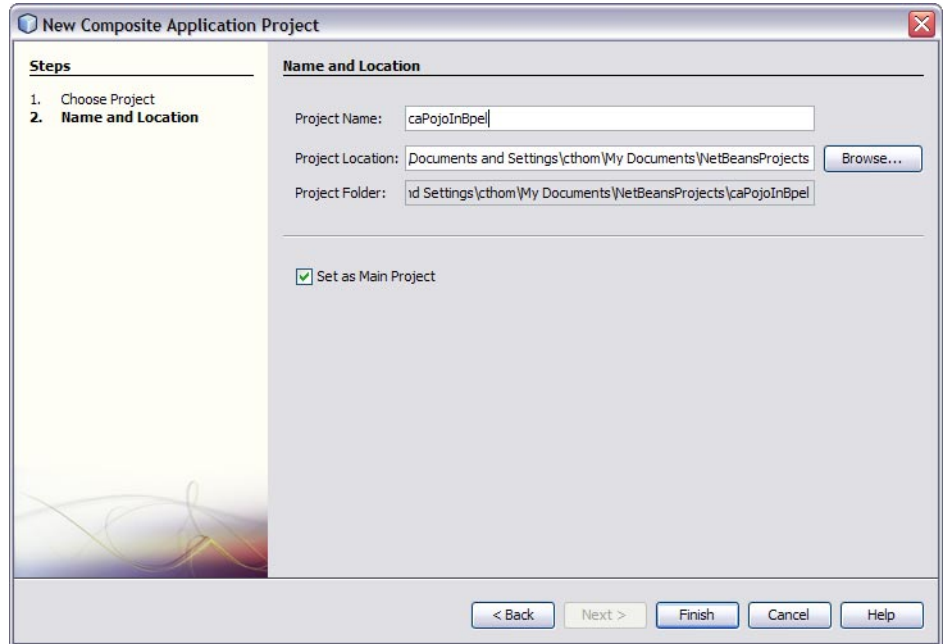 New Composite Application Project
Steps
1. Choose Project
2. Name and Location
Name and Location
Project Name: caPojoInBpel
Project Location: Documents and Settings\cthom\My Documents\NetBeansProjects Browse...
Project Folder: nd Settings\cthom\My Documents\NetBeansProjects\caPojoInBpel
Set as Main Project
< Back Next > Finish Cancel Help